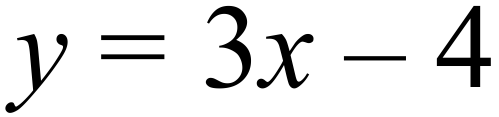 y = 3x − 4